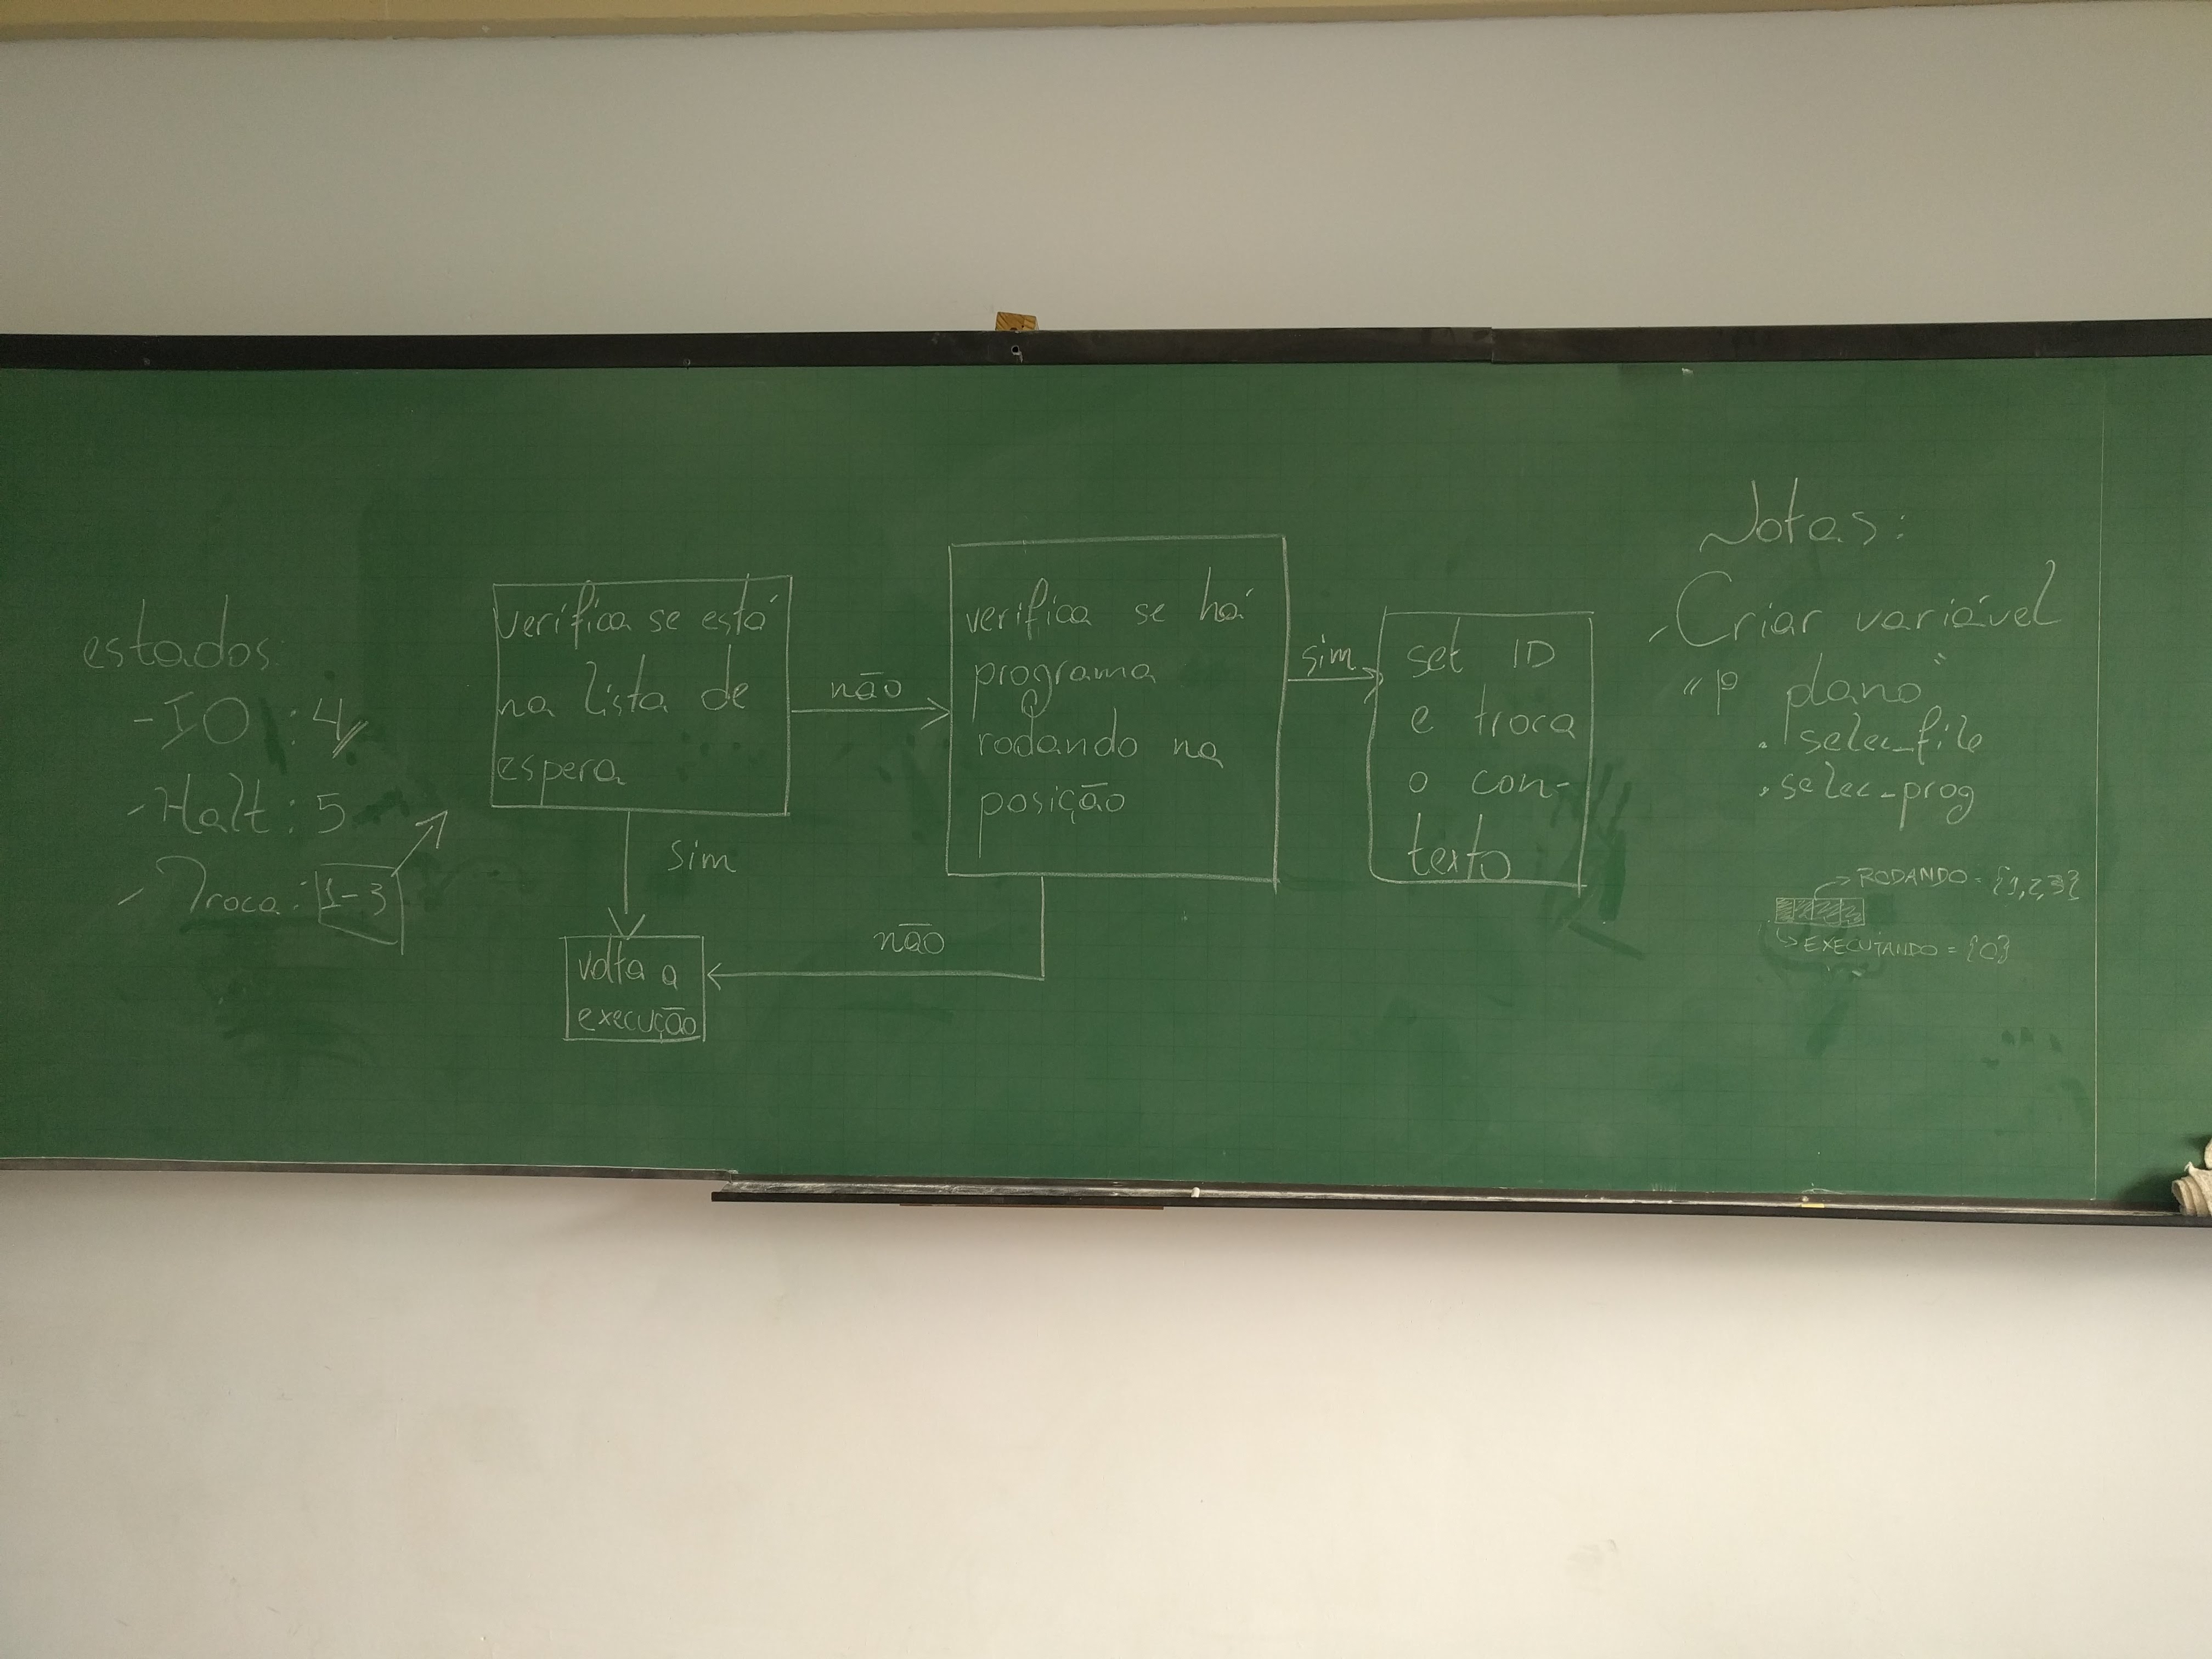 estados:
- IO : 4
- Halt : 5
- Troca : 1-3
verifica se está
na lista de
espera
não
sim
volta a
execução
verifica se há
programa
rodando na
posição
não
sim
set ID
e troca
o con-
texto
Notas:
- Criar variável
"1º plano"
. selec_file
. selec_prog
RODANDO = {1,2,3}
EXECUTANDO = {0}